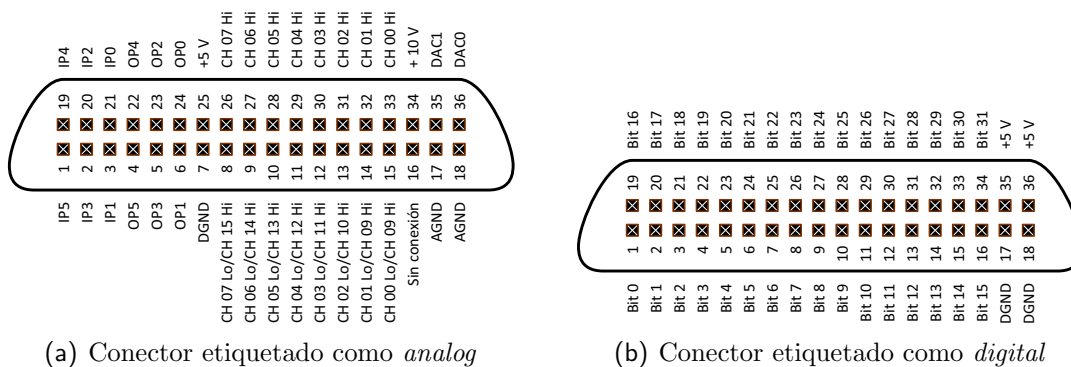 IP4 IP2 IP0 OP4 OP2 OP0 +5 V CH 07 Hi CH 06 Hi CH 05 Hi CH 04 Hi CH 03 Hi CH 02 Hi CH 01 Hi CH 00 Hi + 10 V DAC1 DAC0
19 20 21 22 23 24 25 26 27 28 29 30 31 32 33 34 35 36
1 2 3 4 5 6 7 8 9 10 11 12 13 14 15 16 17 18
IP5 IP3 IP1 OP5 OP3 OP1 DGND CH 07 Lo/CH 15 Hi CH 06 Lo/CH 14 Hi CH 05 Lo/CH 13 Hi CH 04 Lo/CH 12 Hi CH 03 Lo/CH 11 Hi CH 02 Lo/CH 10 Hi CH 01 Lo/CH 09 Hi CH 00 Lo/CH 09 Hi Sin conexión AGND AGND
(a) Conector etiquetado como analog
Bit 16 Bit 17 Bit 18 Bit 19 Bit 20 Bit 21 Bit 22 Bit 23 Bit 24 Bit 25 Bit 26 Bit 27 Bit 28 Bit 29 Bit 30 Bit 31 +5 V +5 V
19 20 21 22 23 24 25 26 27 28 29 30 31 32 33 34 35 36
1 2 3 4 5 6 7 8 9 10 11 12 13 14 15 16 17 18
Bit 0 Bit 1 Bit 2 Bit 3 Bit 4 Bit 5 Bit 6 Bit 7 Bit 8 Bit 9 Bit 10 Bit 11 Bit 12 Bit 13 Bit 14 Bit 15 DGND DGND
(b) Conector etiquetado como digital